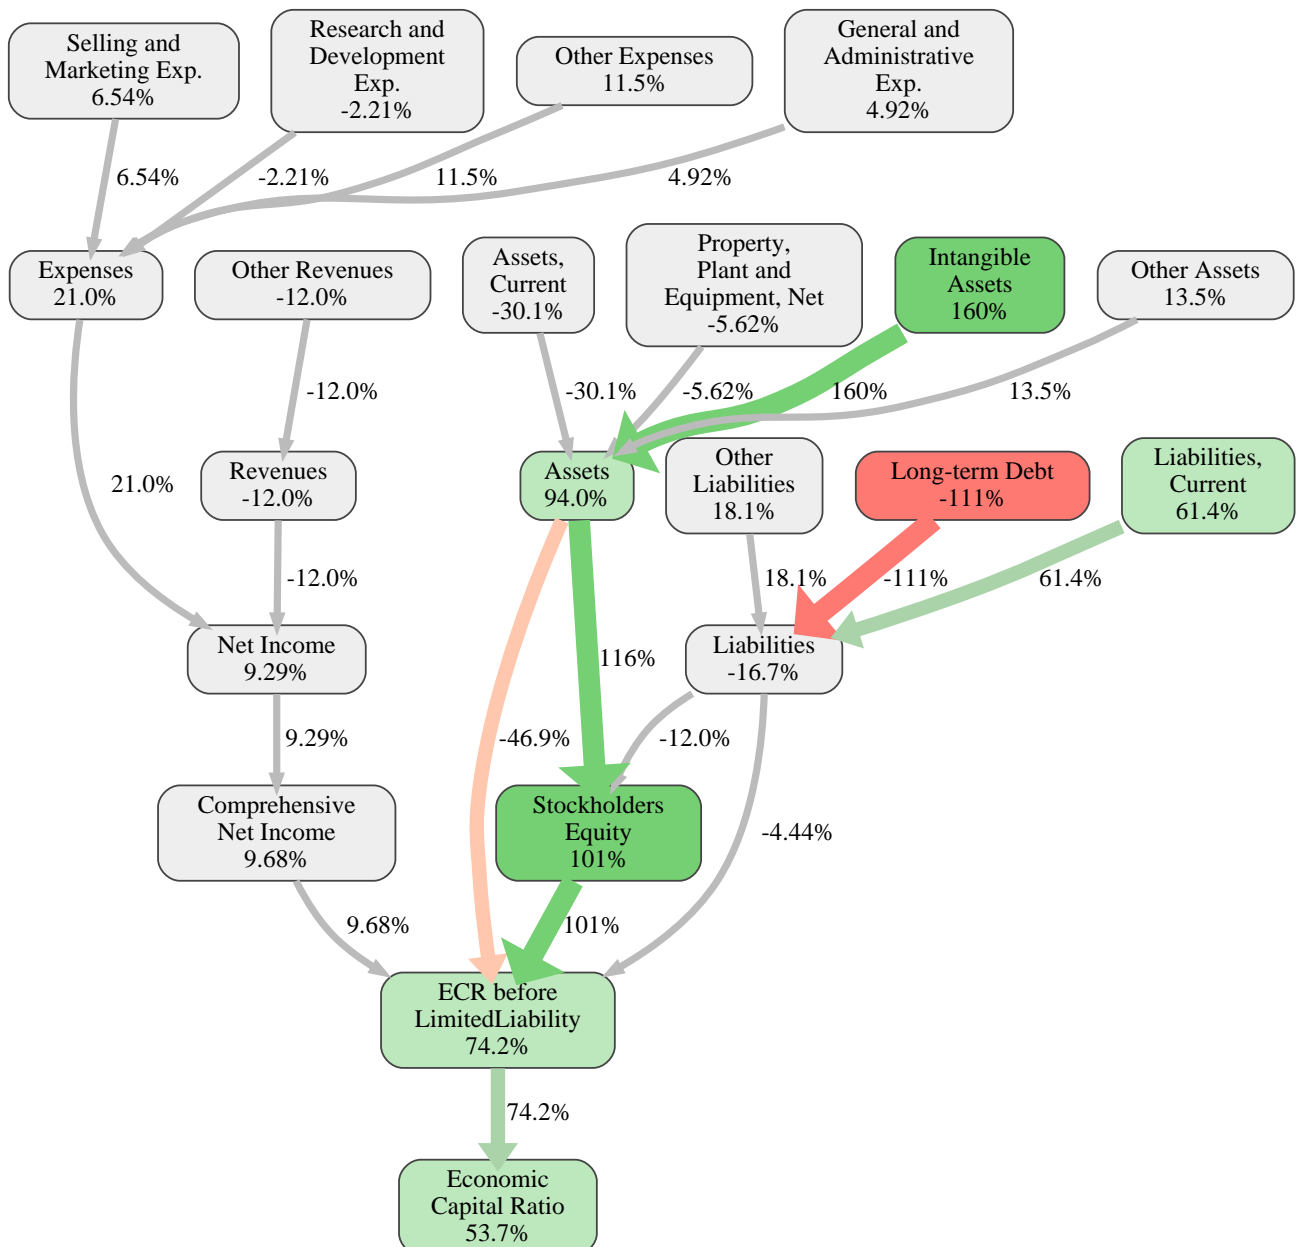 Selling and
Marketing Exp.
6.54%
Research and
Development
Exp.
-2.21%
Other Expenses
11.5%
General and
Administrative
Exp.
4.92%
6.54%
-2.21%
11.5%
4.92%
Expenses
21.0%
Other Revenues
-12.0%
Assets,
Current
-30.1%
Property,
Plant and
Equipment, Net
-5.62%
Intangible
Assets
160%
Other Assets
13.5%
-12.0%
-30.1%
-5.62%
160%
13.5%
21.0%
Revenues
-12.0%
Assets
94.0%
Other
Liabilities
18.1%
Long-term Debt
-111%
Liabilities,
Current
61.4%
-12.0%
18.1%
-111%
61.4%
Net Income
9.29%
116%
Liabilities
-16.7%
9.29%
-46.9%
-12.0%
Comprehensive
Net Income
9.68%
Stockholders
Equity
101%
-4.44%
9.68%
101%
ECR before
LimitedLiability
74.2%
74.2%
Economic
Capital Ratio
53.7%